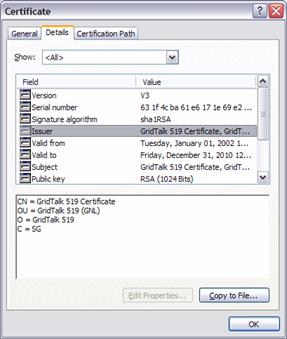 Certificate
General Details Certification Path
Show: <All>
Field Value
Version V3
Serial number 63 1f 4c ba 61 e6 17 1e 69 e2 ...
Signature algorithm sha1RSA
Issuer GridTalk 519 Certificate, GridT...
Valid from Tuesday, January 01, 2002 1...
Valid to Friday, December 31, 2010 12...
Subject GridTalk 519 Certificate, GridT...
Public key RSA (1024 Bits)
CN = GridTalk 519 Certificate
OU = GridTalk 519 (GNL)
O = GridTalk 519
C = SG
Edit Properties... Copy to File...
OK